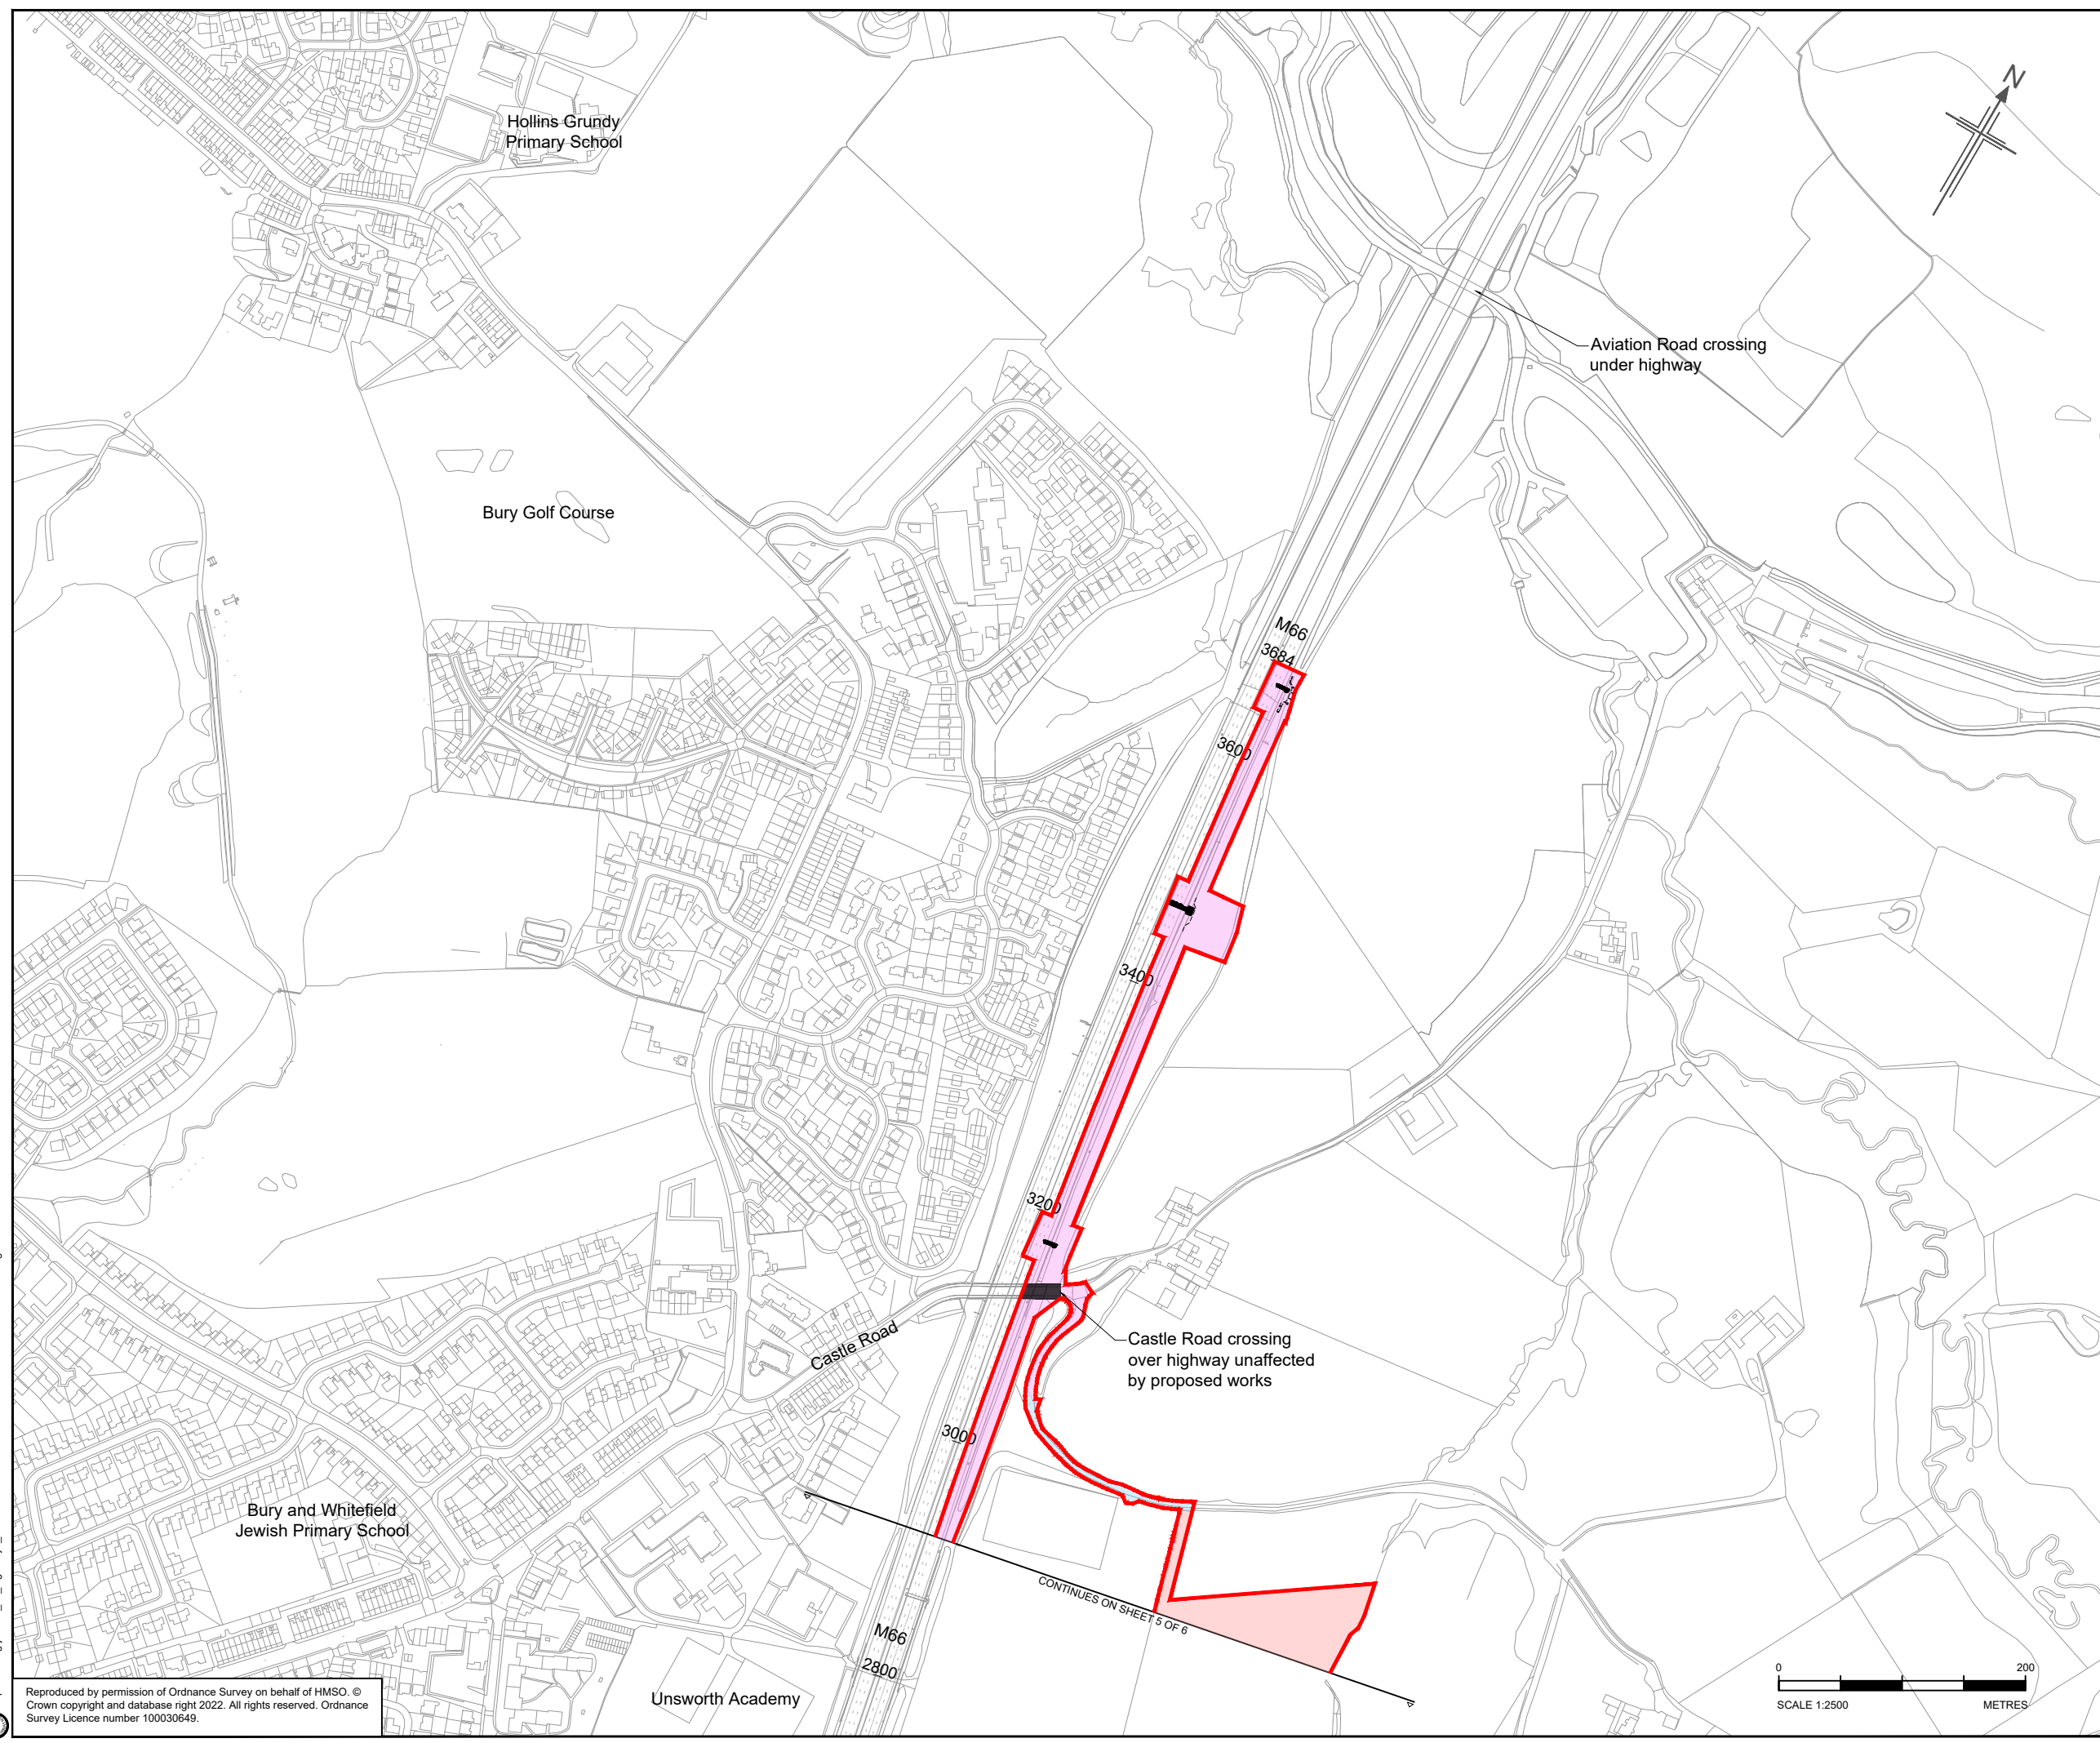 N
Hollins Grundy
Primary School
Aviation Road crossing
under highway
Bury Golf Course
M66
3684
3600
3400
3200
Castle Road
Castle Road crossing
over highway unaffected
by proposed works
3000
Bury and Whitefield
Jewish Primary School
CONTINUES ON SHEET 5 OF 6
M66
2800
Unsworth Academy
0 200
SCALE 1:2500 METRES
Reproduced by permission of Ordnance Survey on behalf of HMSO. ©
Crown copyright and database right 2022. All rights reserved. Ordnance
Survey Licence number 100030649.